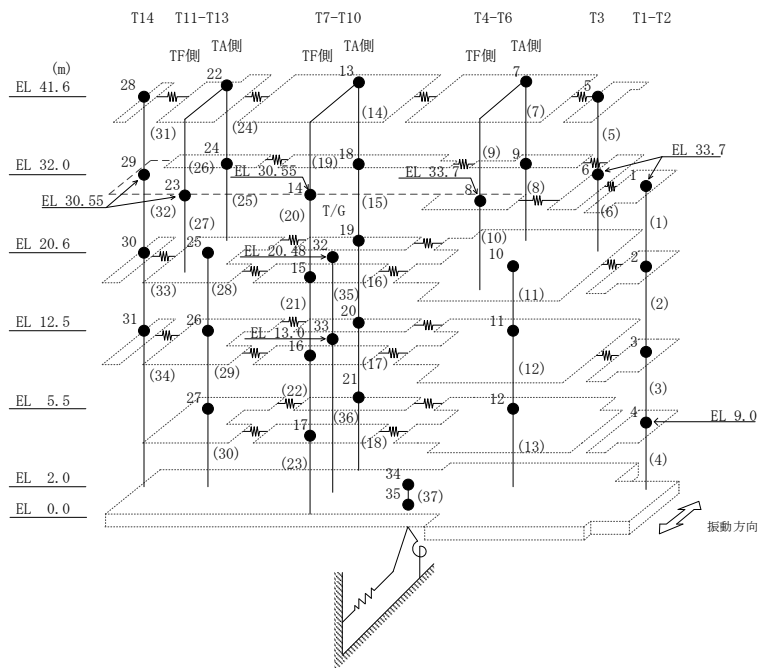 T14 T11-T13 T7-T10 T4-T6 T3 T1-T2
TF側 TA側 TF側 TA側 TF側 TA側
(m)
EL 41.6
EL 32.0
EL 20.6
EL 12.5
EL 5.5
EL 2.0
EL 0.0
28 22 13 7 5
(31) (24) (14) (7) (5)
29 24 18 9 6 1
(26) (19) (9)
EL 30.55 EL 33.7 EL 33.7
EL 30.55
23 14 8
(32) (25) (20) (15) (8) (6) (1)
T/G
(27) (10)
30 25 32 19 10 2
EL 20.48
15
(33) (28) (35) (16) (11) (2)
(21)
31 26 33 20 11 3
EL 13.0
16
(34) (29) (17) (12) (3)
27 (22) 21 12 4
EL 9.0
17 (36)
(30) (23) (18) (13) (4)
34
35 (37)
振動方向